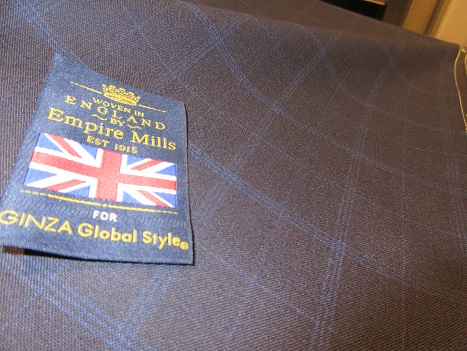 WOVEN IN
ENGLAND
BY
Empire Mills
EST 1915
FOR
GINZA Global Style®